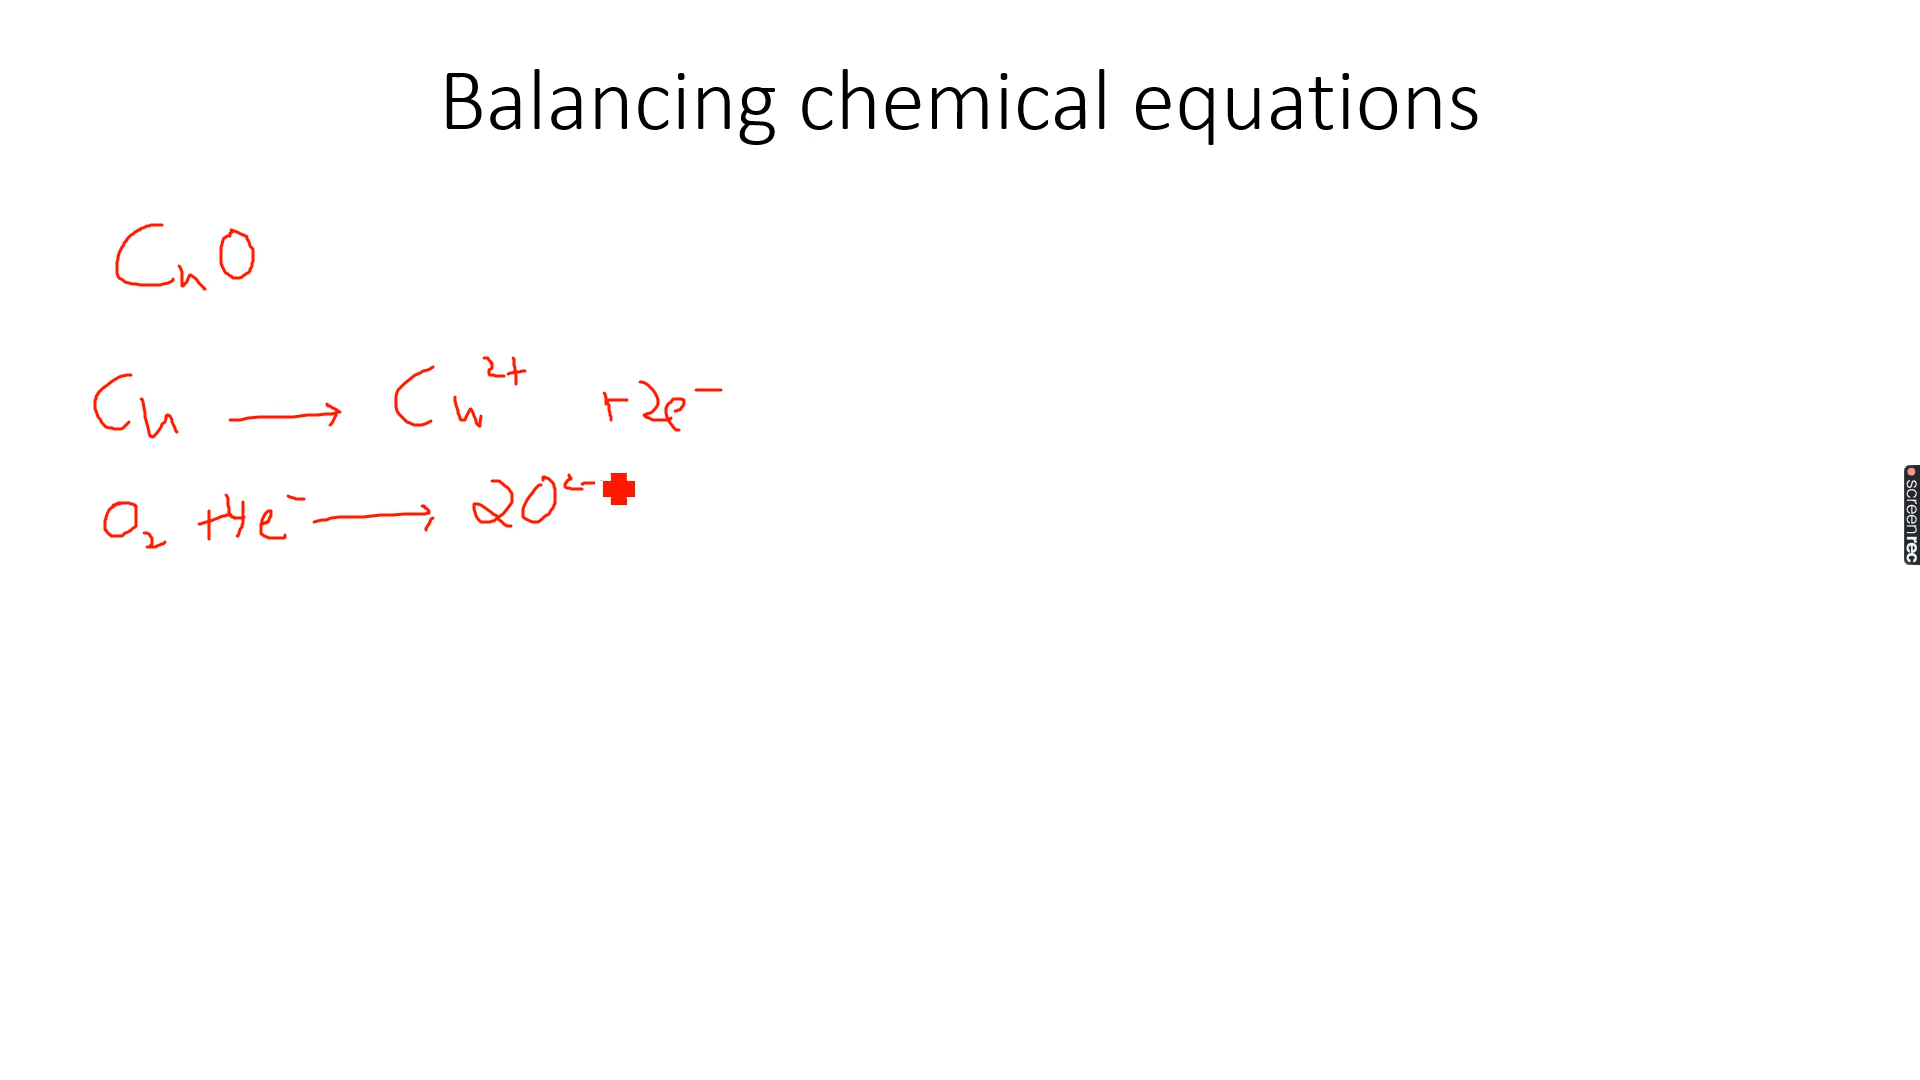 Balancing chemical equations
CuO
Cu → Cu²⁺ +2e⁻
O₂ +4e⁻ → 2O²⁻
screenrec